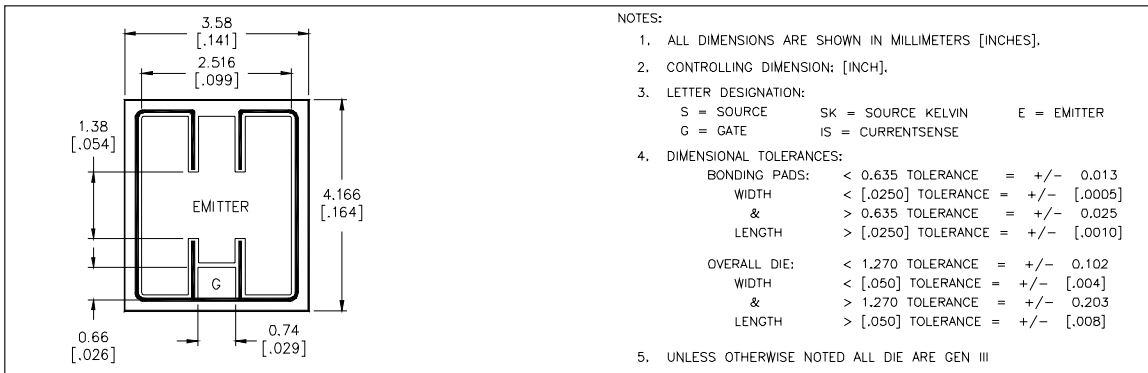 3.58
[.141]
2.516
[.099]
1.38
[.054]
EMITTER
4.166
[.164]
G
0.66
[.026]
0.74
[.029]
NOTES:
1. ALL DIMENSIONS ARE SHOWN IN MILLIMETERS [INCHES].
2. CONTROLLING DIMENSION: [INCH].
3. LETTER DESIGNATION:
S = SOURCE SK = SOURCE KELVIN E = EMITTER
G = GATE IS = CURRENTSENSE
4. DIMENSIONAL TOLERANCES:
BONDING PADS: < 0.635 TOLERANCE = +/- 0.013
WIDTH < [.0250] TOLERANCE = +/- [.0005]
& > 0.635 TOLERANCE = +/- 0.025
LENGTH > [.0250] TOLERANCE = +/- [.0010]
OVERALL DIE: < 1.270 TOLERANCE = +/- 0.102
WIDTH < [.050] TOLERANCE = +/- [.004]
& > 1.270 TOLERANCE = +/- 0.203
LENGTH > [.050] TOLERANCE = +/- [.008]
5. UNLESS OTHERWISE NOTED ALL DIE ARE GEN III